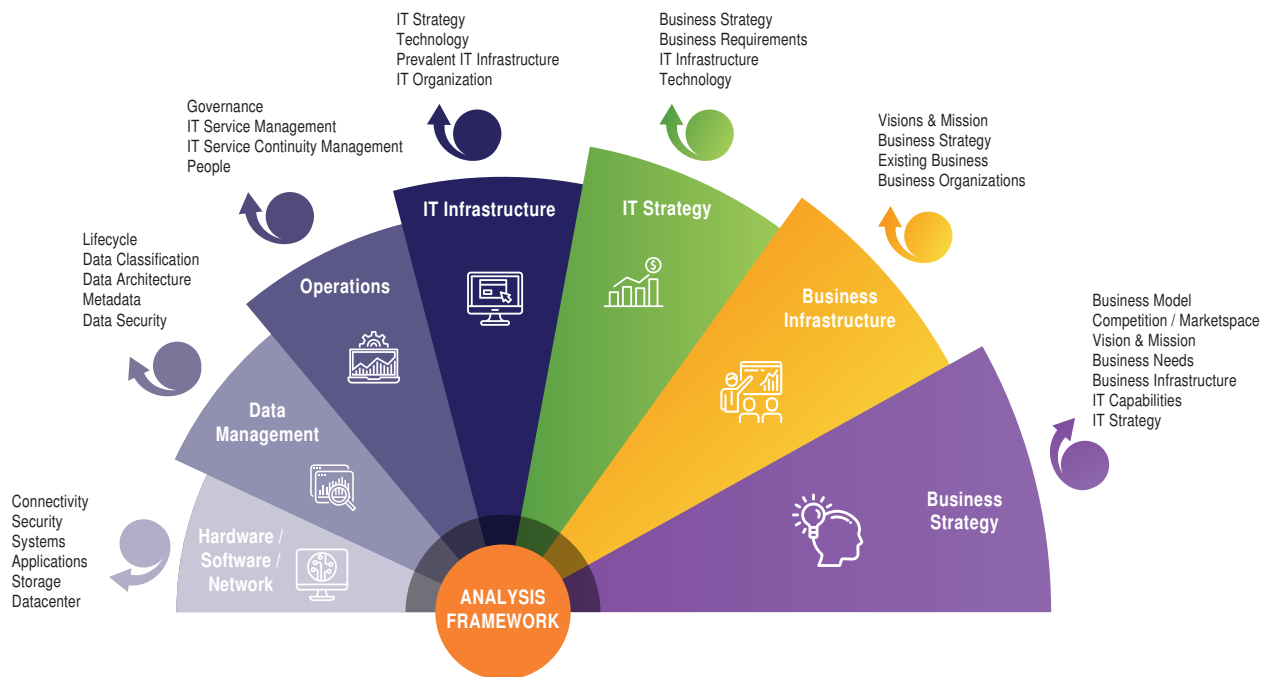 IT Strategy
Technology
Prevalent IT Infrastructure
IT Organization
Business Strategy
Business Requirements
IT Infrastructure
Technology
Governance
IT Service Management
IT Service Continuity Management
People
Visions & Mission
Business Strategy
Existing Business
Business Organizations
Lifecycle
Data Classification
Data Architecture
Metadata
Data Security
Business Model
Competition / Marketspace
Vision & Mission
Business Needs
Business Infrastructure
IT Capabilities
IT Strategy
Connectivity
Security
Systems
Applications
Storage
Datacenter
Hardware /
Software /
Network
Data
Management
Operations
IT Infrastructure
IT Strategy
$
Business
Infrastructure
Business
Strategy
ANALYSIS
FRAMEWORK